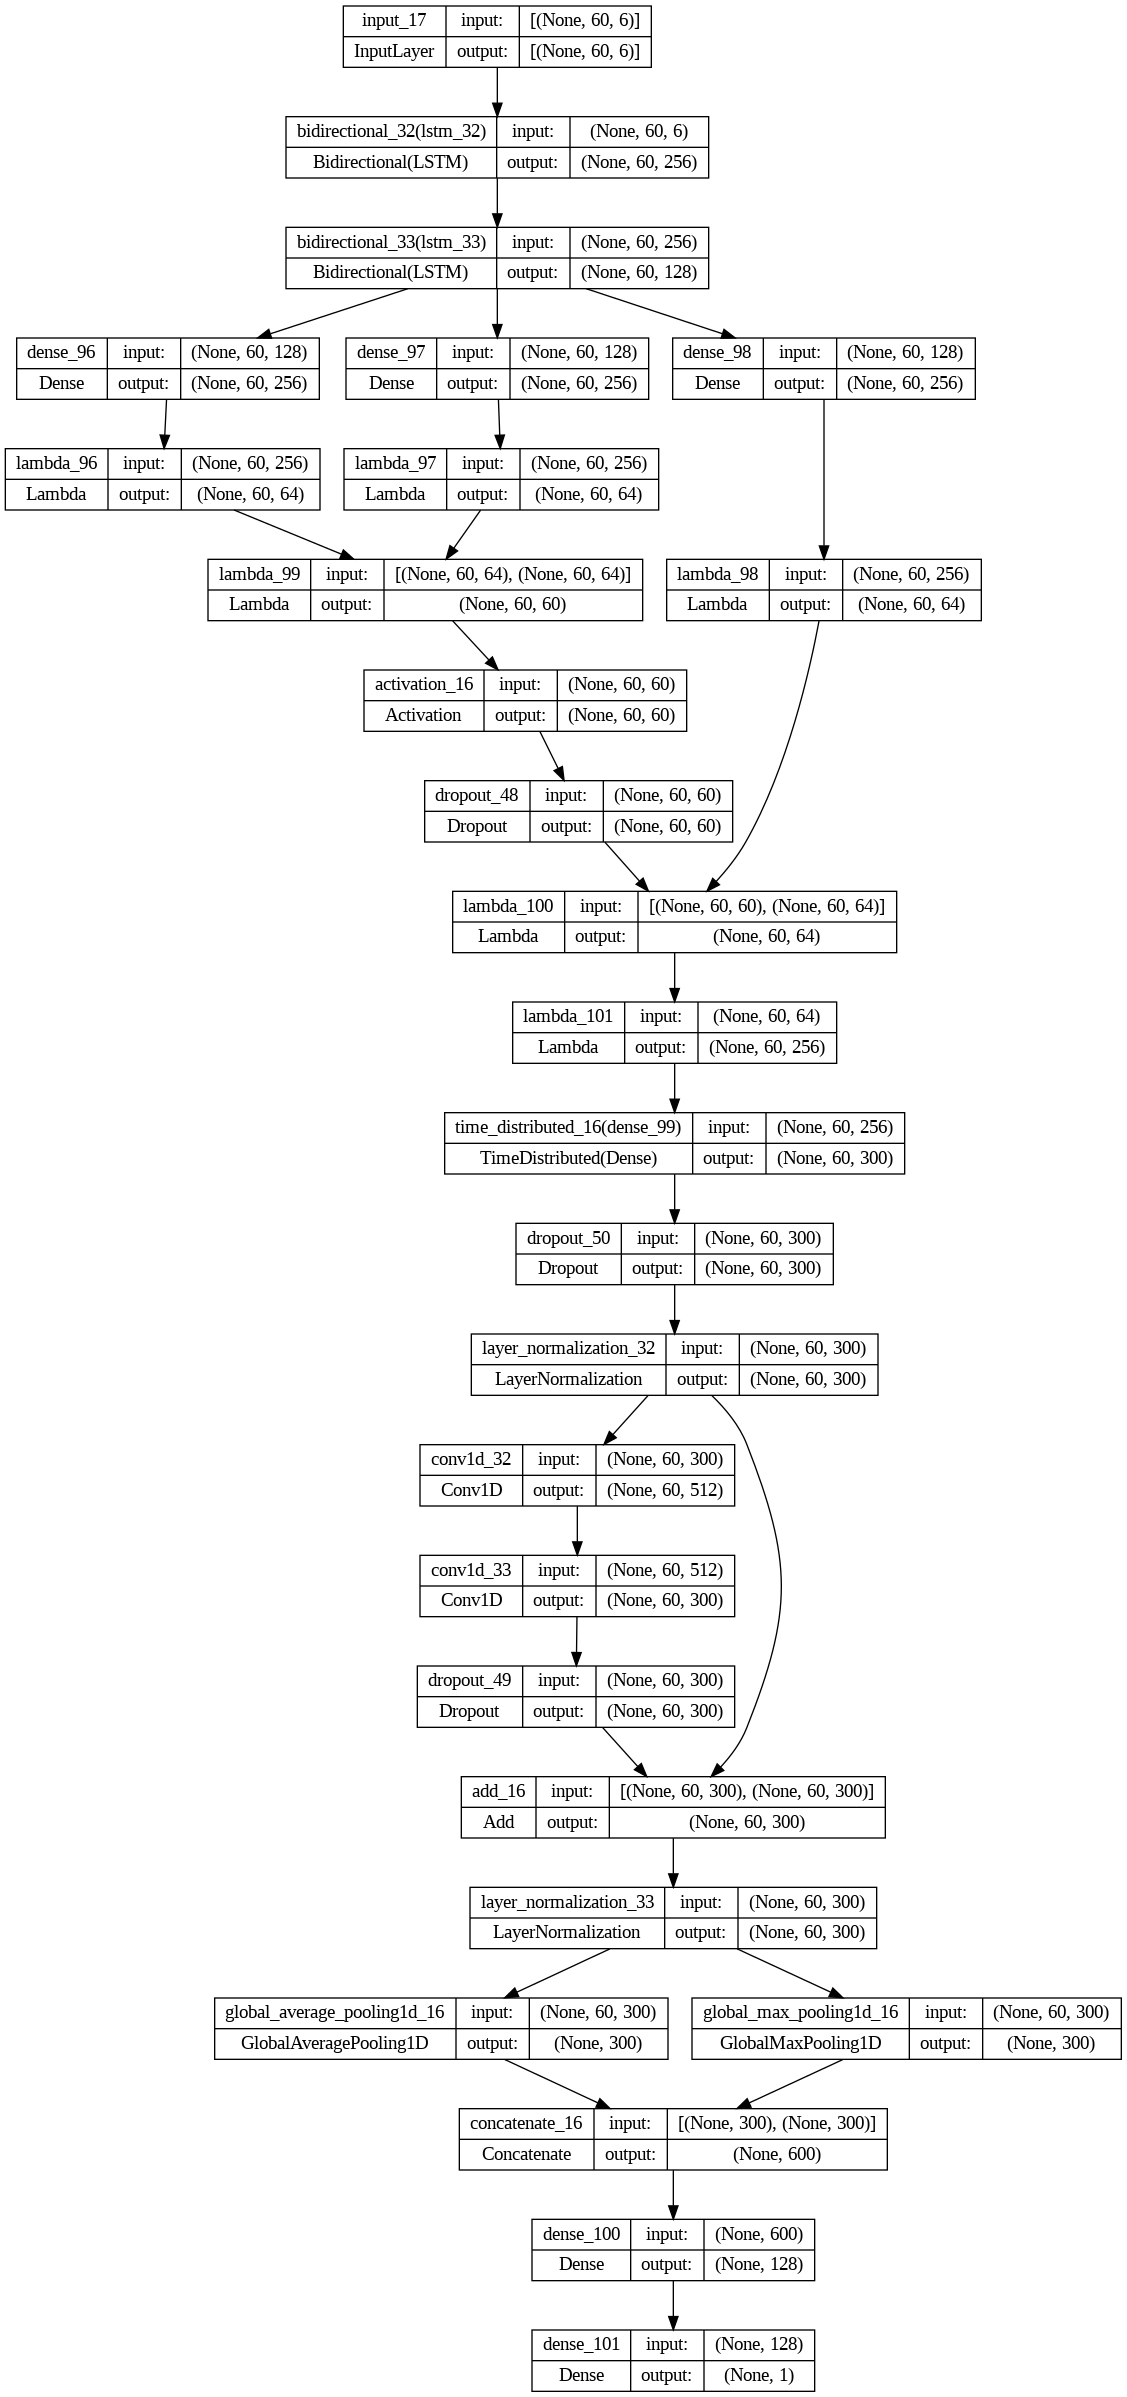 input_17 input: [(None, 60, 6)]
InputLayer output: [(None, 60, 6)]
bidirectional_32(lstm_32) input: (None, 60, 6)
Bidirectional(LSTM) output: (None, 60, 256)
bidirectional_33(lstm_33) input: (None, 60, 256)
Bidirectional(LSTM) output: (None, 60, 128)
dense_96 input: (None, 60, 128)
Dense output: (None, 60, 256)
dense_97 input: (None, 60, 128)
Dense output: (None, 60, 256)
dense_98 input: (None, 60, 128)
Dense output: (None, 60, 256)
lambda_96 input: (None, 60, 256)
Lambda output: (None, 60, 64)
lambda_97 input: (None, 60, 256)
Lambda output: (None, 60, 64)
lambda_99 input: [(None, 60, 64), (None, 60, 64)]
Lambda output: (None, 60, 60)
lambda_98 input: (None, 60, 256)
Lambda output: (None, 60, 64)
activation_16 input: (None, 60, 60)
Activation output: (None, 60, 60)
dropout_48 input: (None, 60, 60)
Dropout output: (None, 60, 60)
lambda_100 input: [(None, 60, 60), (None, 60, 64)]
Lambda output: (None, 60, 64)
lambda_101 input: (None, 60, 64)
Lambda output: (None, 60, 256)
time_distributed_16(dense_99) input: (None, 60, 256)
TimeDistributed(Dense) output: (None, 60, 300)
dropout_50 input: (None, 60, 300)
Dropout output: (None, 60, 300)
layer_normalization_32 input: (None, 60, 300)
LayerNormalization output: (None, 60, 300)
conv1d_32 input: (None, 60, 300)
Conv1D output: (None, 60, 512)
conv1d_33 input: (None, 60, 512)
Conv1D output: (None, 60, 300)
dropout_49 input: (None, 60, 300)
Dropout output: (None, 60, 300)
add_16 input: [(None, 60, 300), (None, 60, 300)]
Add output: (None, 60, 300)
layer_normalization_33 input: (None, 60, 300)
LayerNormalization output: (None, 60, 300)
global_average_pooling1d_16 input: (None, 60, 300)
GlobalAveragePooling1D output: (None, 300)
global_max_pooling1d_16 input: (None, 60, 300)
GlobalMaxPooling1D output: (None, 300)
concatenate_16 input: [(None, 300), (None, 300)]
Concatenate output: (None, 600)
dense_100 input: (None, 600)
Dense output: (None, 128)
dense_101 input: (None, 128)
Dense output: (None, 1)